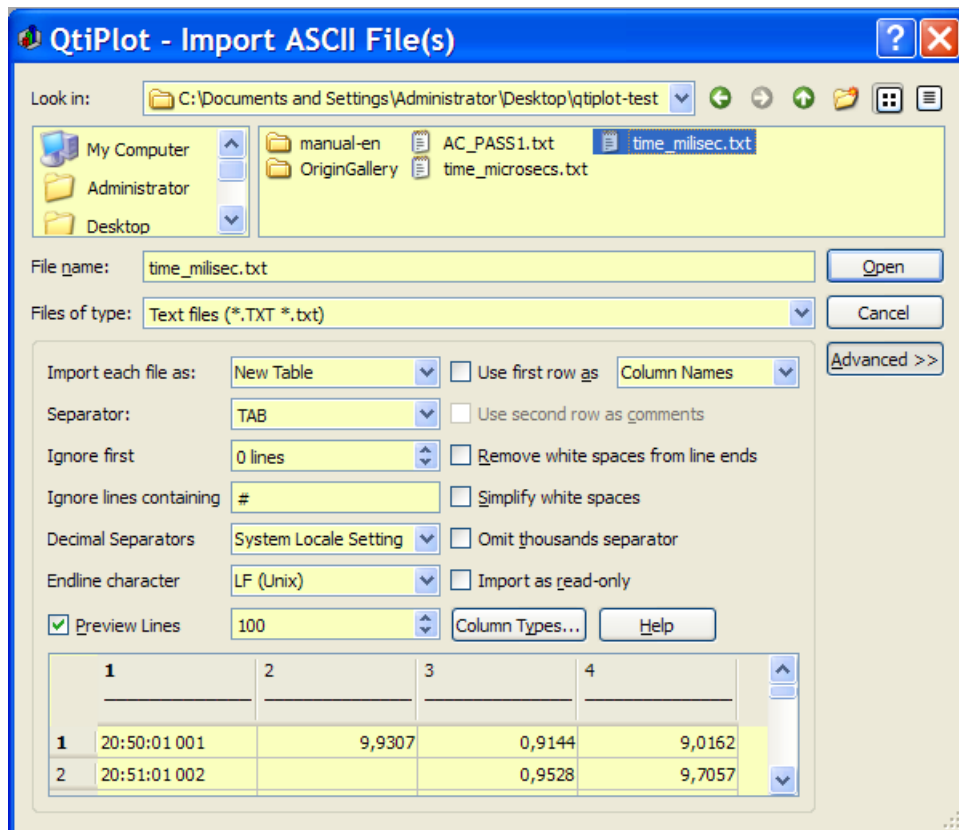 QtiPlot - Import ASCII File(s)
Look in: C:\Documents and Settings\Administrator\Desktop\qtiplot-test
My Computer
Administrator
Desktop
manual-en AC_PASS1.txt time_milisec.txt
OriginGallery time_microsecs.txt
File name: time_milisec.txt Open
Files of type: Text files (*.TXT *.txt) Cancel
Advanced >>
Import each file as: New Table Use first row as Column Names
Separator: TAB Use second row as comments
Ignore first 0 lines Remove white spaces from line ends
Ignore lines containing # Simplify white spaces
Decimal Separators System Locale Setting Omit thousands separator
Endline character LF (Unix) Import as read-only
Preview Lines 100 Column Types... Help
1 2 3 4
1 20:50:01 001 9,9307 0,9144 9,0162
2 20:51:01 002 0,9528 9,7057